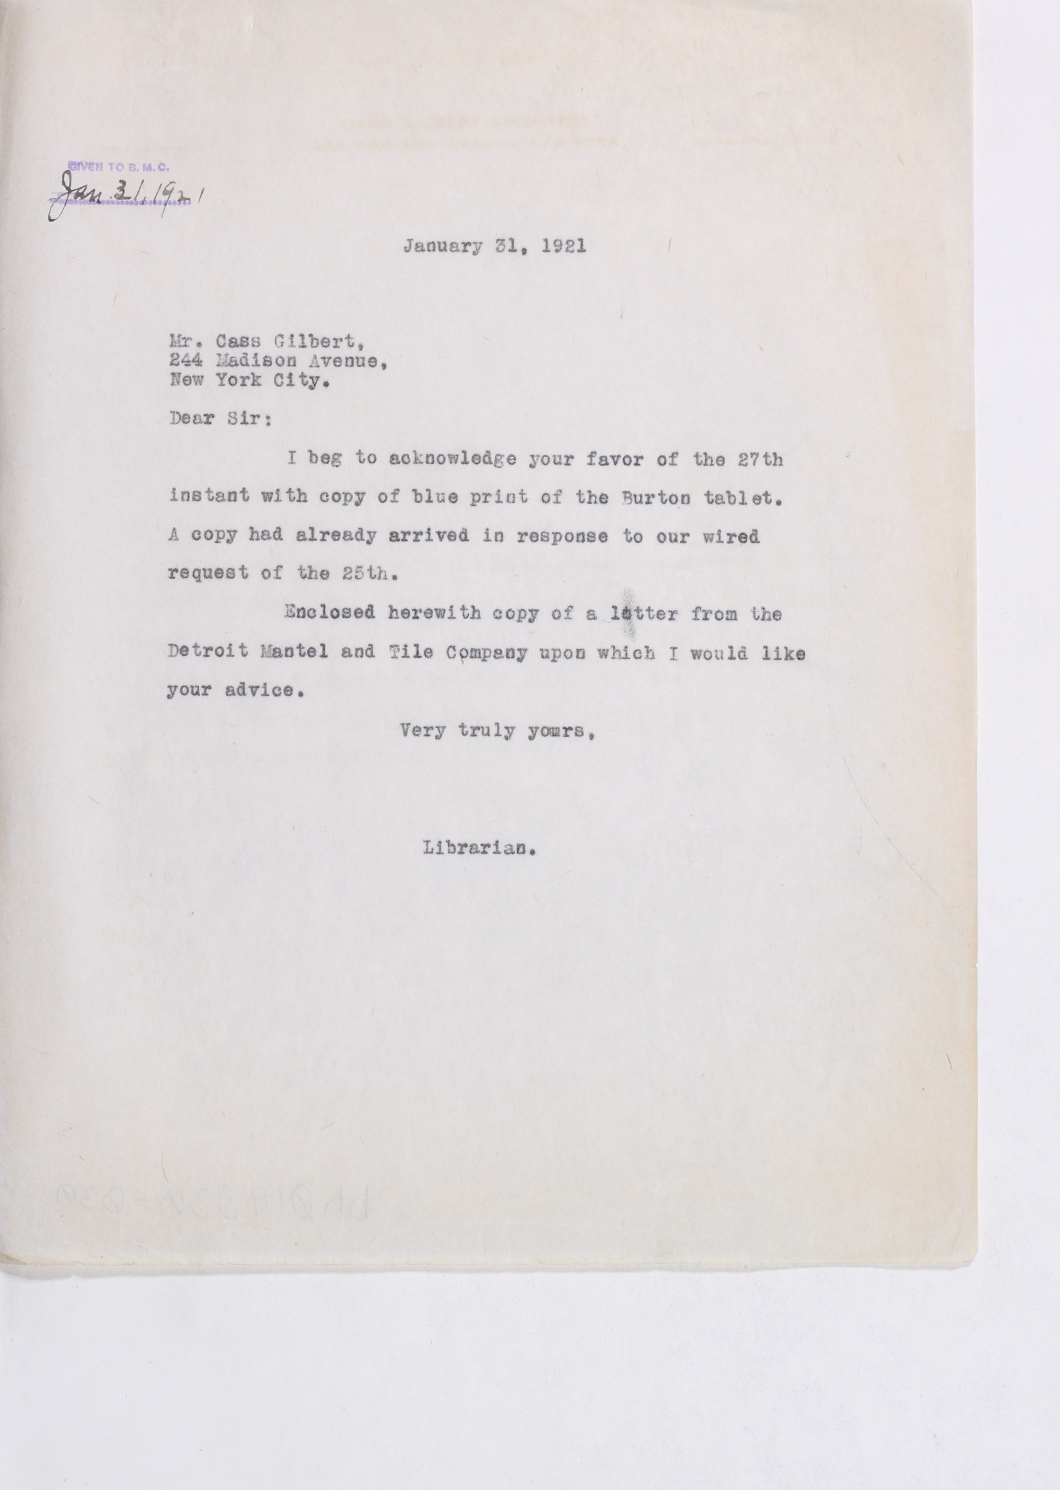 GIVEN TO B. M. C.
Jan. 31, 1921
January 31, 1921
Mr. Cass Gilbert,
244 Madison Avenue,
New York City.
Dear Sir:
I beg to acknowledge your favor of the 27th
instant with copy of blue print of the Burton tablet.
A copy had already arrived in response to our wired
request of the 25th.
Enclosed herewith copy of a letter from the
Detroit Mantel and Tile Company upon which I would like
your advice.
Very truly yours,
Librarian.